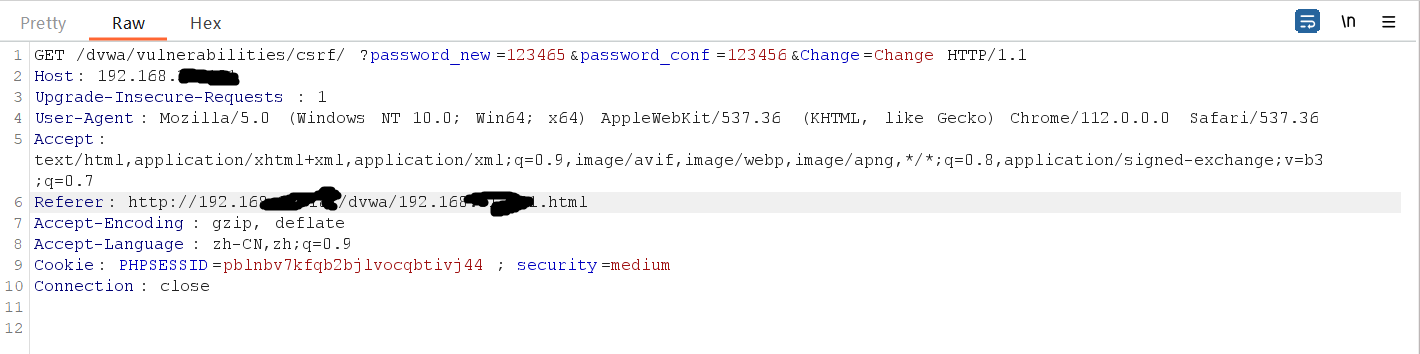 Pretty Raw Hex \n
1 GET /dvwa/vulnerabilities/csrf/ ?password_new=123465&password_conf=123456&Change=Change HTTP/1.1
2 Host: 192.168.
3 Upgrade-Insecure-Requests : 1
4 User-Agent: Mozilla/5.0 (Windows NT 10.0; Win64; x64) AppleWebKit/537.36 (KHTML, like Gecko) Chrome/112.0.0.0 Safari/537.36
5 Accept:
text/html,application/xhtml+xml,application/xml;q=0.9,image/avif,image/webp,image/apng,*/*;q=0.8,application/signed-exchange;v=b3
;q=0.7
6 Referer: http://192.168 /dvwa/192.168 .html
7 Accept-Encoding : gzip, deflate
8 Accept-Language : zh-CN,zh;q=0.9
9 Cookie: PHPSESSID=pblnbv7kfqb2bjlvocqbtivj44 ; security=medium
10 Connection: close
11
12